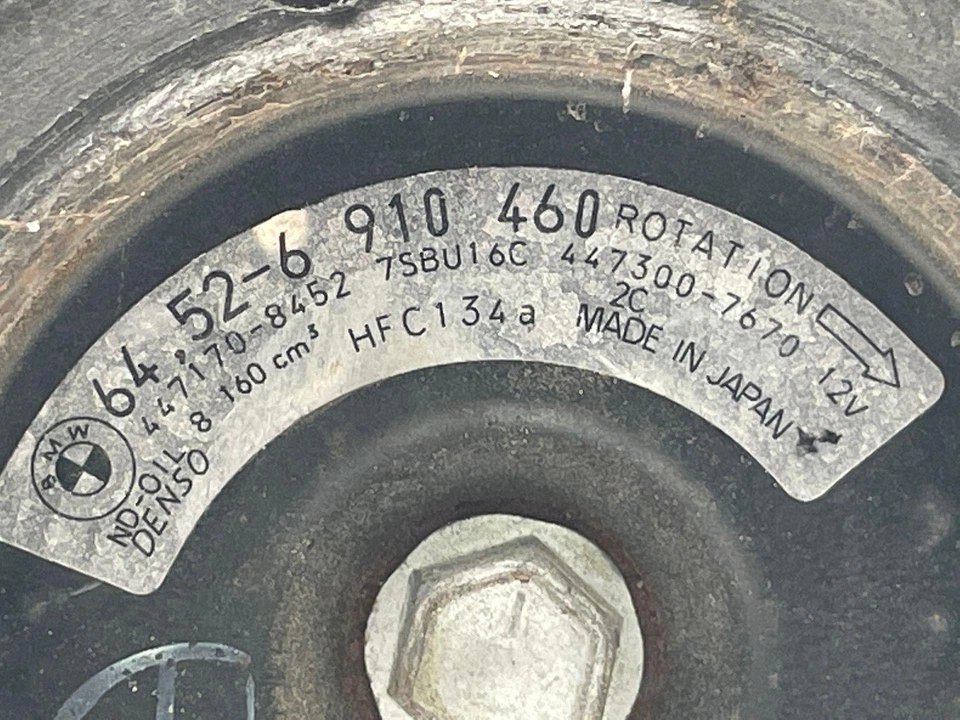 BMW
64.52-6 910 460 ROTATION
447170-8452 7SBU16C 447300-7670 12V
2C
ND-OIL 8 160 cm³ HFC134a MADE IN JAPAN
DENSO